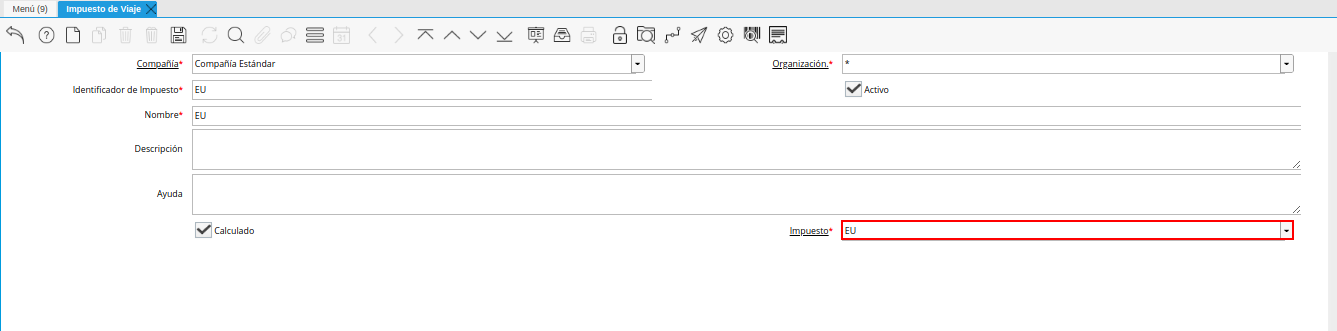 Menú (9) Impuesto de Viaje
31
Compañía* Compañía Estándar Organización.* *
Identificador de Impuesto* EU Activo
Nombre* EU
Descripción
Ayuda
Calculado Impuesto* EU